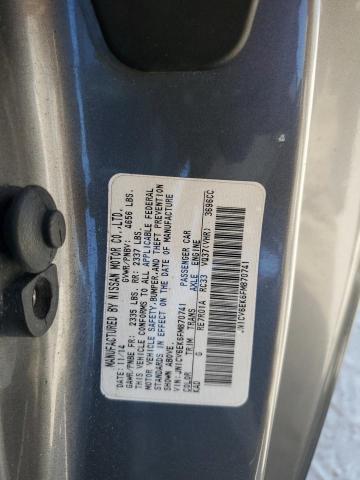 MANUFACTURED BY NISSAN MOTOR CO.,LTD.
DATE: 11/14 GVWR/PNBV: 4656 LBS.
GAWR/PNBE FR: 2335 LBS. RR: 2337 LBS.
THIS VEHICLE CONFORMS TO ALL APPLICABLE FEDERAL
MOTOR VEHICLE SAFETY, BUMPER, AND THEFT PREVENTION
STANDARDS IN EFFECT ON THE DATE OF MANUFACTURE
SHOWN ABOVE.
VIN:JN1CV6EK6FM870741 PASSENGER CAR
COLOR TRIM TRANS AXLE ENGINE
KAD G RE7R01A RC33 VQ37(VHR) 3696CC
JN1CV6EK6FM870741